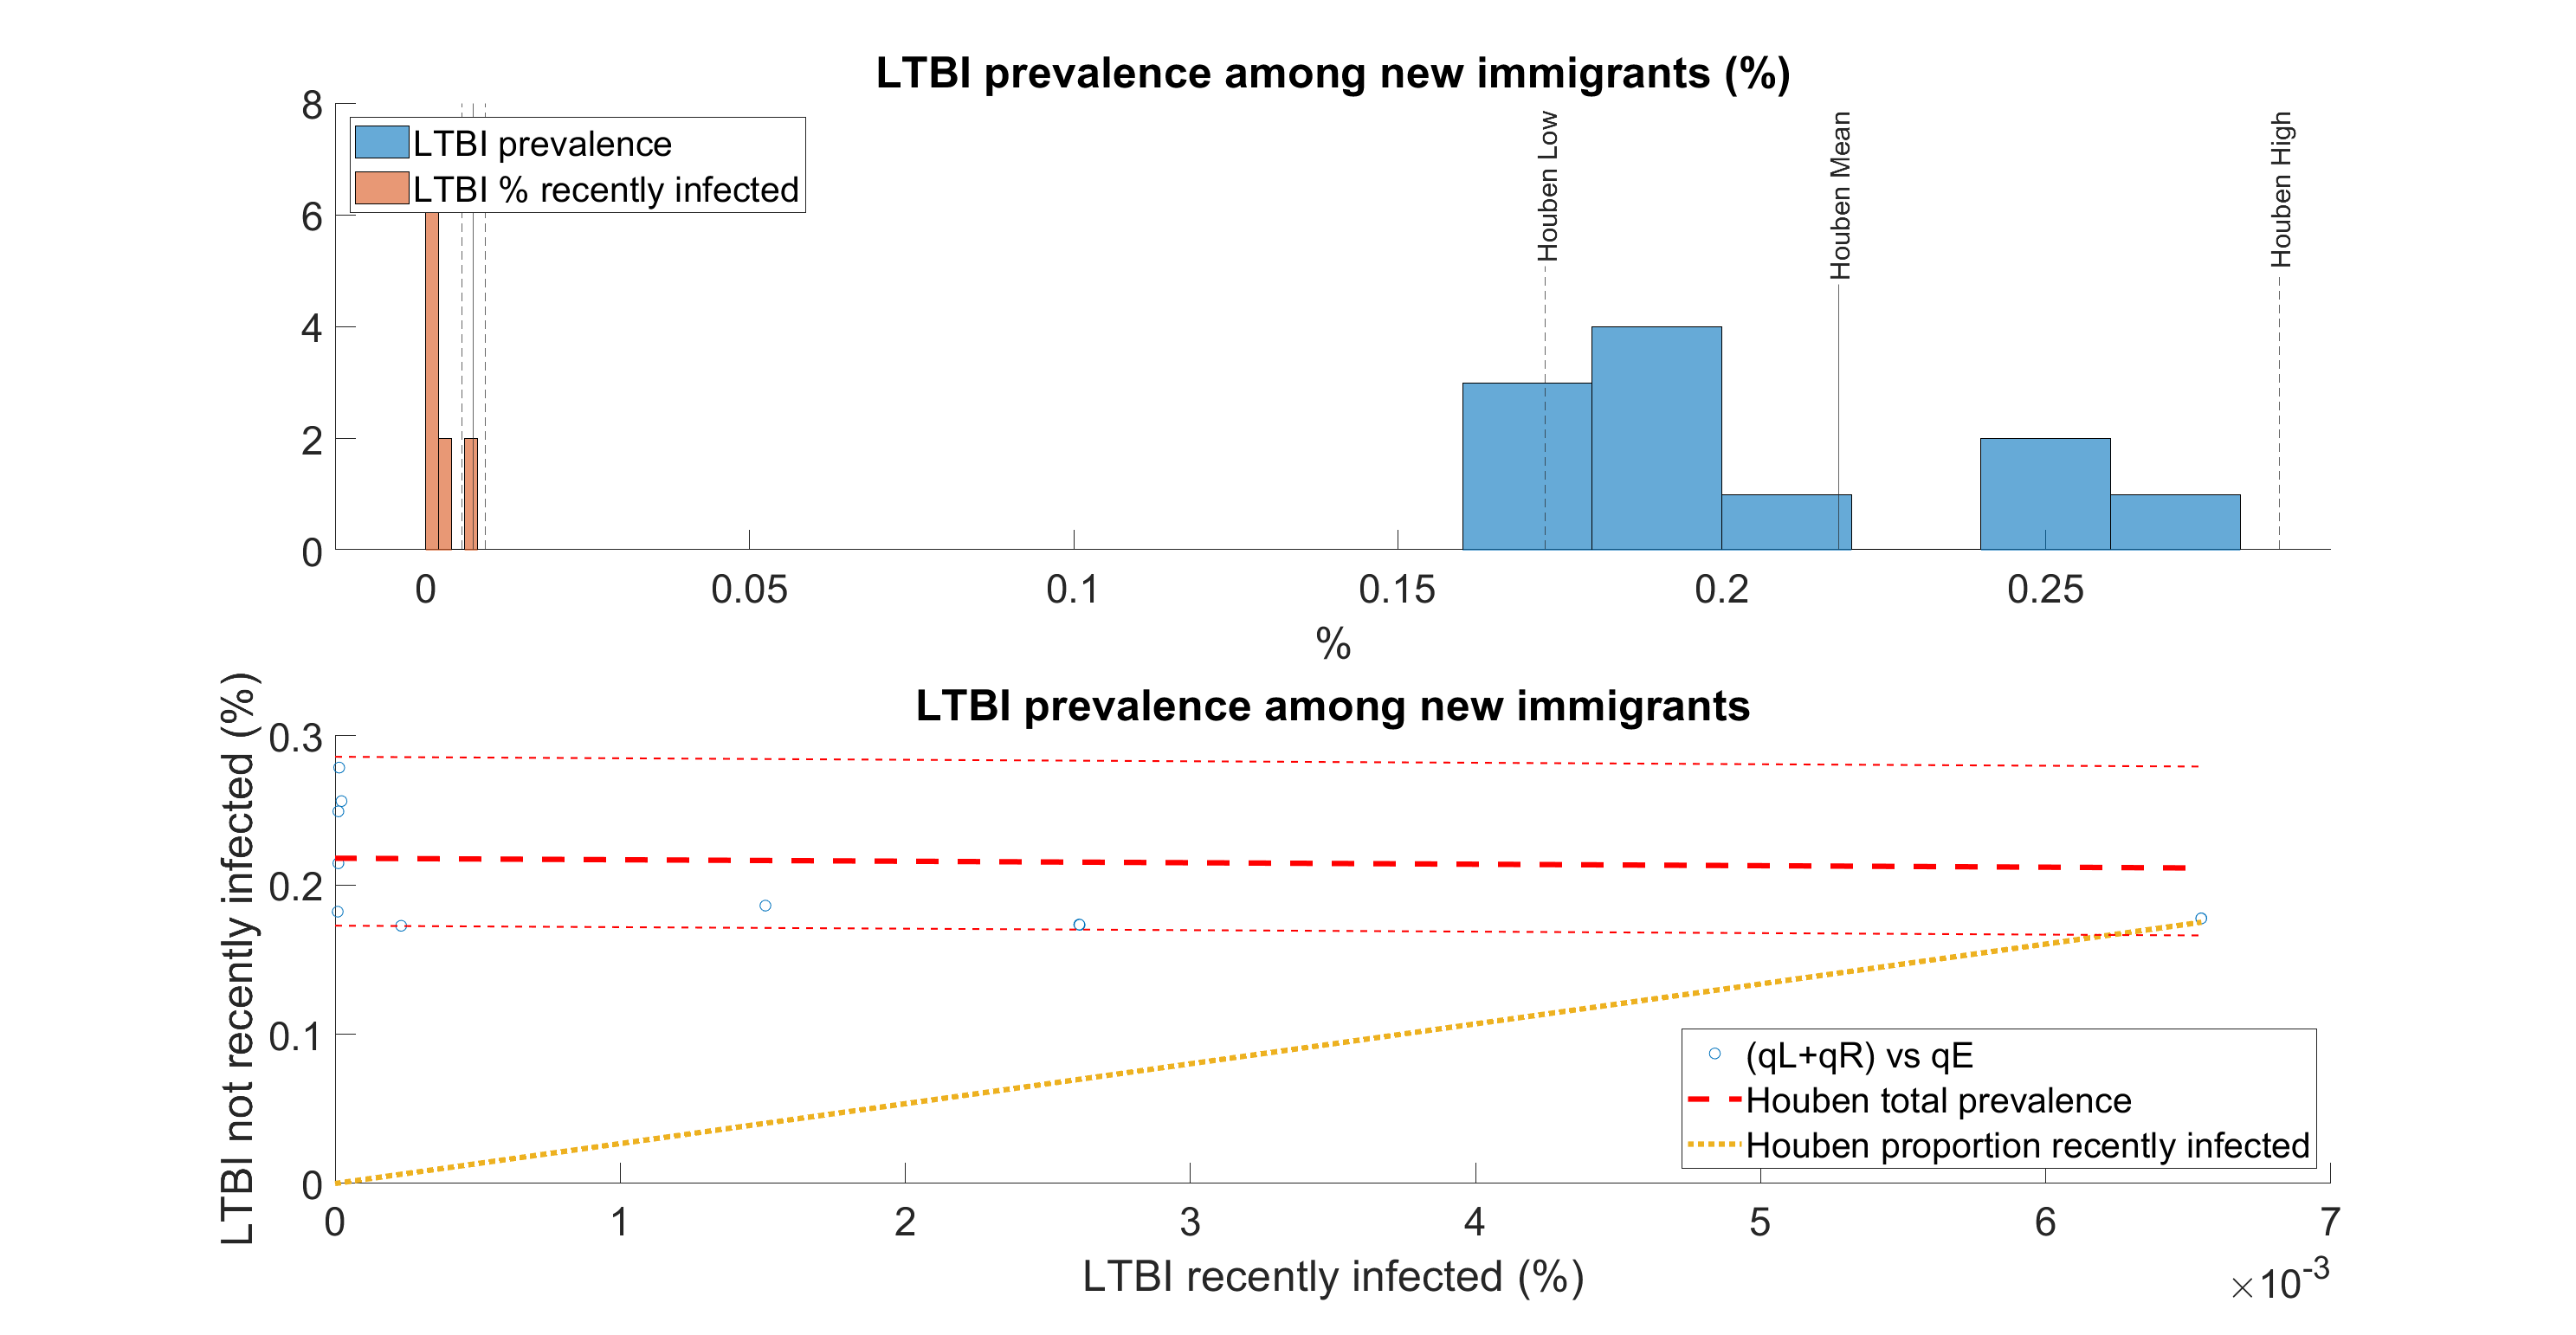 LTBI prevalence among new immigrants (%)
8
6
4
2
0
LTBI prevalence
LTBI % recently infected
Houben Low
Houben Mean
Houben High
0 0.05 0.1 0.15 0.2 0.25
%
LTBI prevalence among new immigrants
LTBI not recently infected (%)
0.3
0.2
0.1
0
(qL+qR) vs qE
Houben total prevalence
Houben proportion recently infected
0 1 2 3 4 5 6 7
LTBI recently infected (%)
×10-3